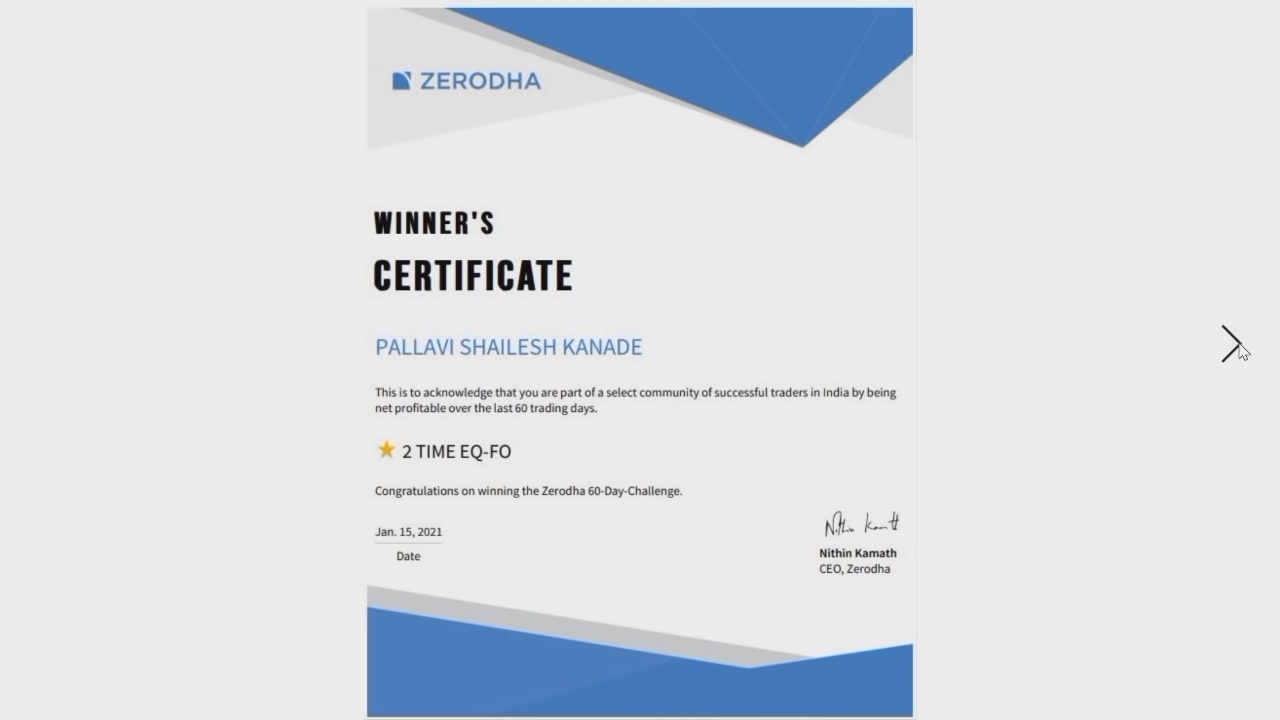 ZERODHA
WINNER'S
CERTIFICATE
PALLAVI SHAILESH KANADE
This is to acknowledge that you are part of a select community of successful traders in India by being
net profitable over the last 60 trading days.
2 TIME EQ-FO
Congratulations on winning the Zerodha 60-Day-Challenge.
Jan. 15, 2021
Date
Nithin Kamath
Nithin Kamath
CEO, Zerodha